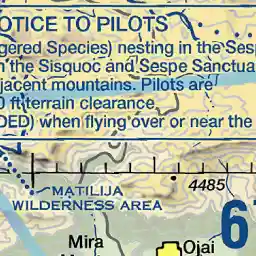 OTICE TO PILOTS
gered Species) nesting in the Sesp
n the Sisquoc and Sespe Sanctua
jacent mountains. Pilots are
0 ft terrain clearance
DED) when flying over or near the
4485
MATILIJA
WILDERNESS AREA
6
Mira
Ojai